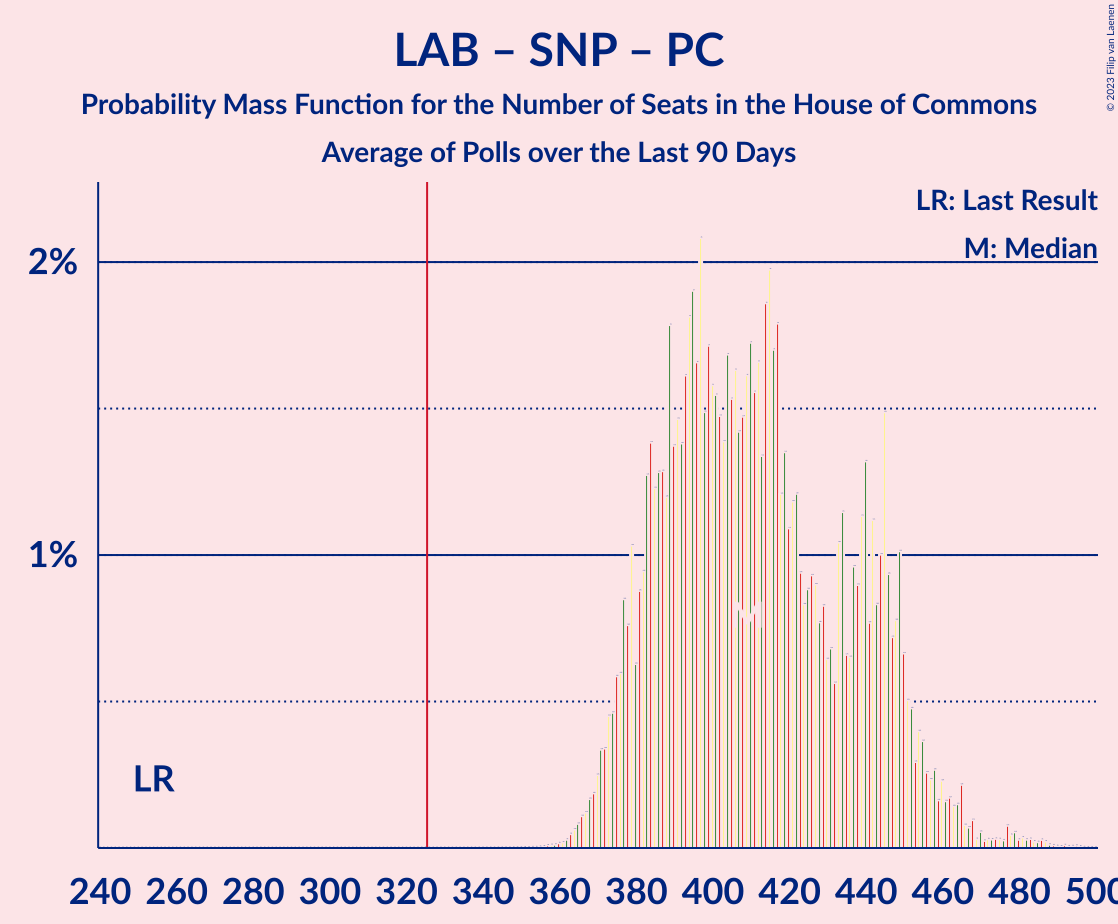 LAB – SNP – PC
Probability Mass Function for the Number of Seats in the House of Commons
Average of Polls over the Last 90 Days
© 2023 Filip van Laenen
LR: Last Result
M: Median
2%
1%
LR
240 260 280 300 320 340 360 380 400 420 440 460 480 500